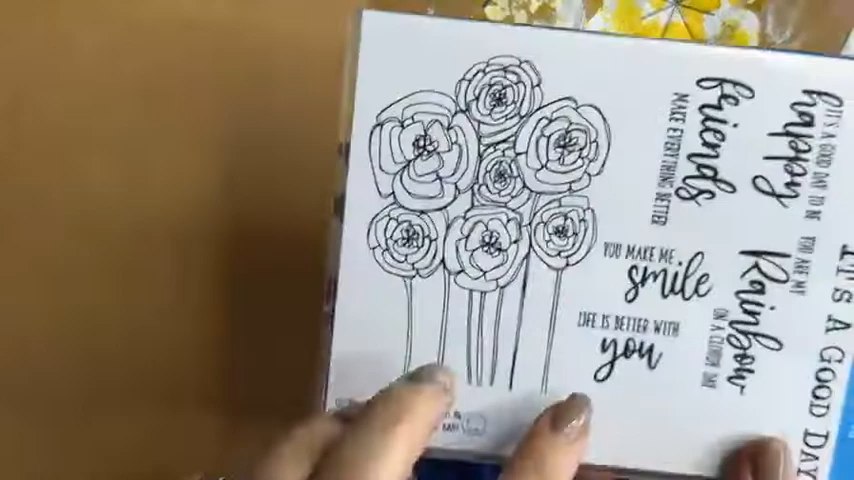 YOU MAKE ME
smile
LIFE IS BETTER WITH
you
friends
MAKE EVERYTHING BETTER
IT'S A GOOD DAY TO BE
happy
YOU ARE MY
Rainbow
ON A CLOUDY DAY
IT'S A GOOD DAY